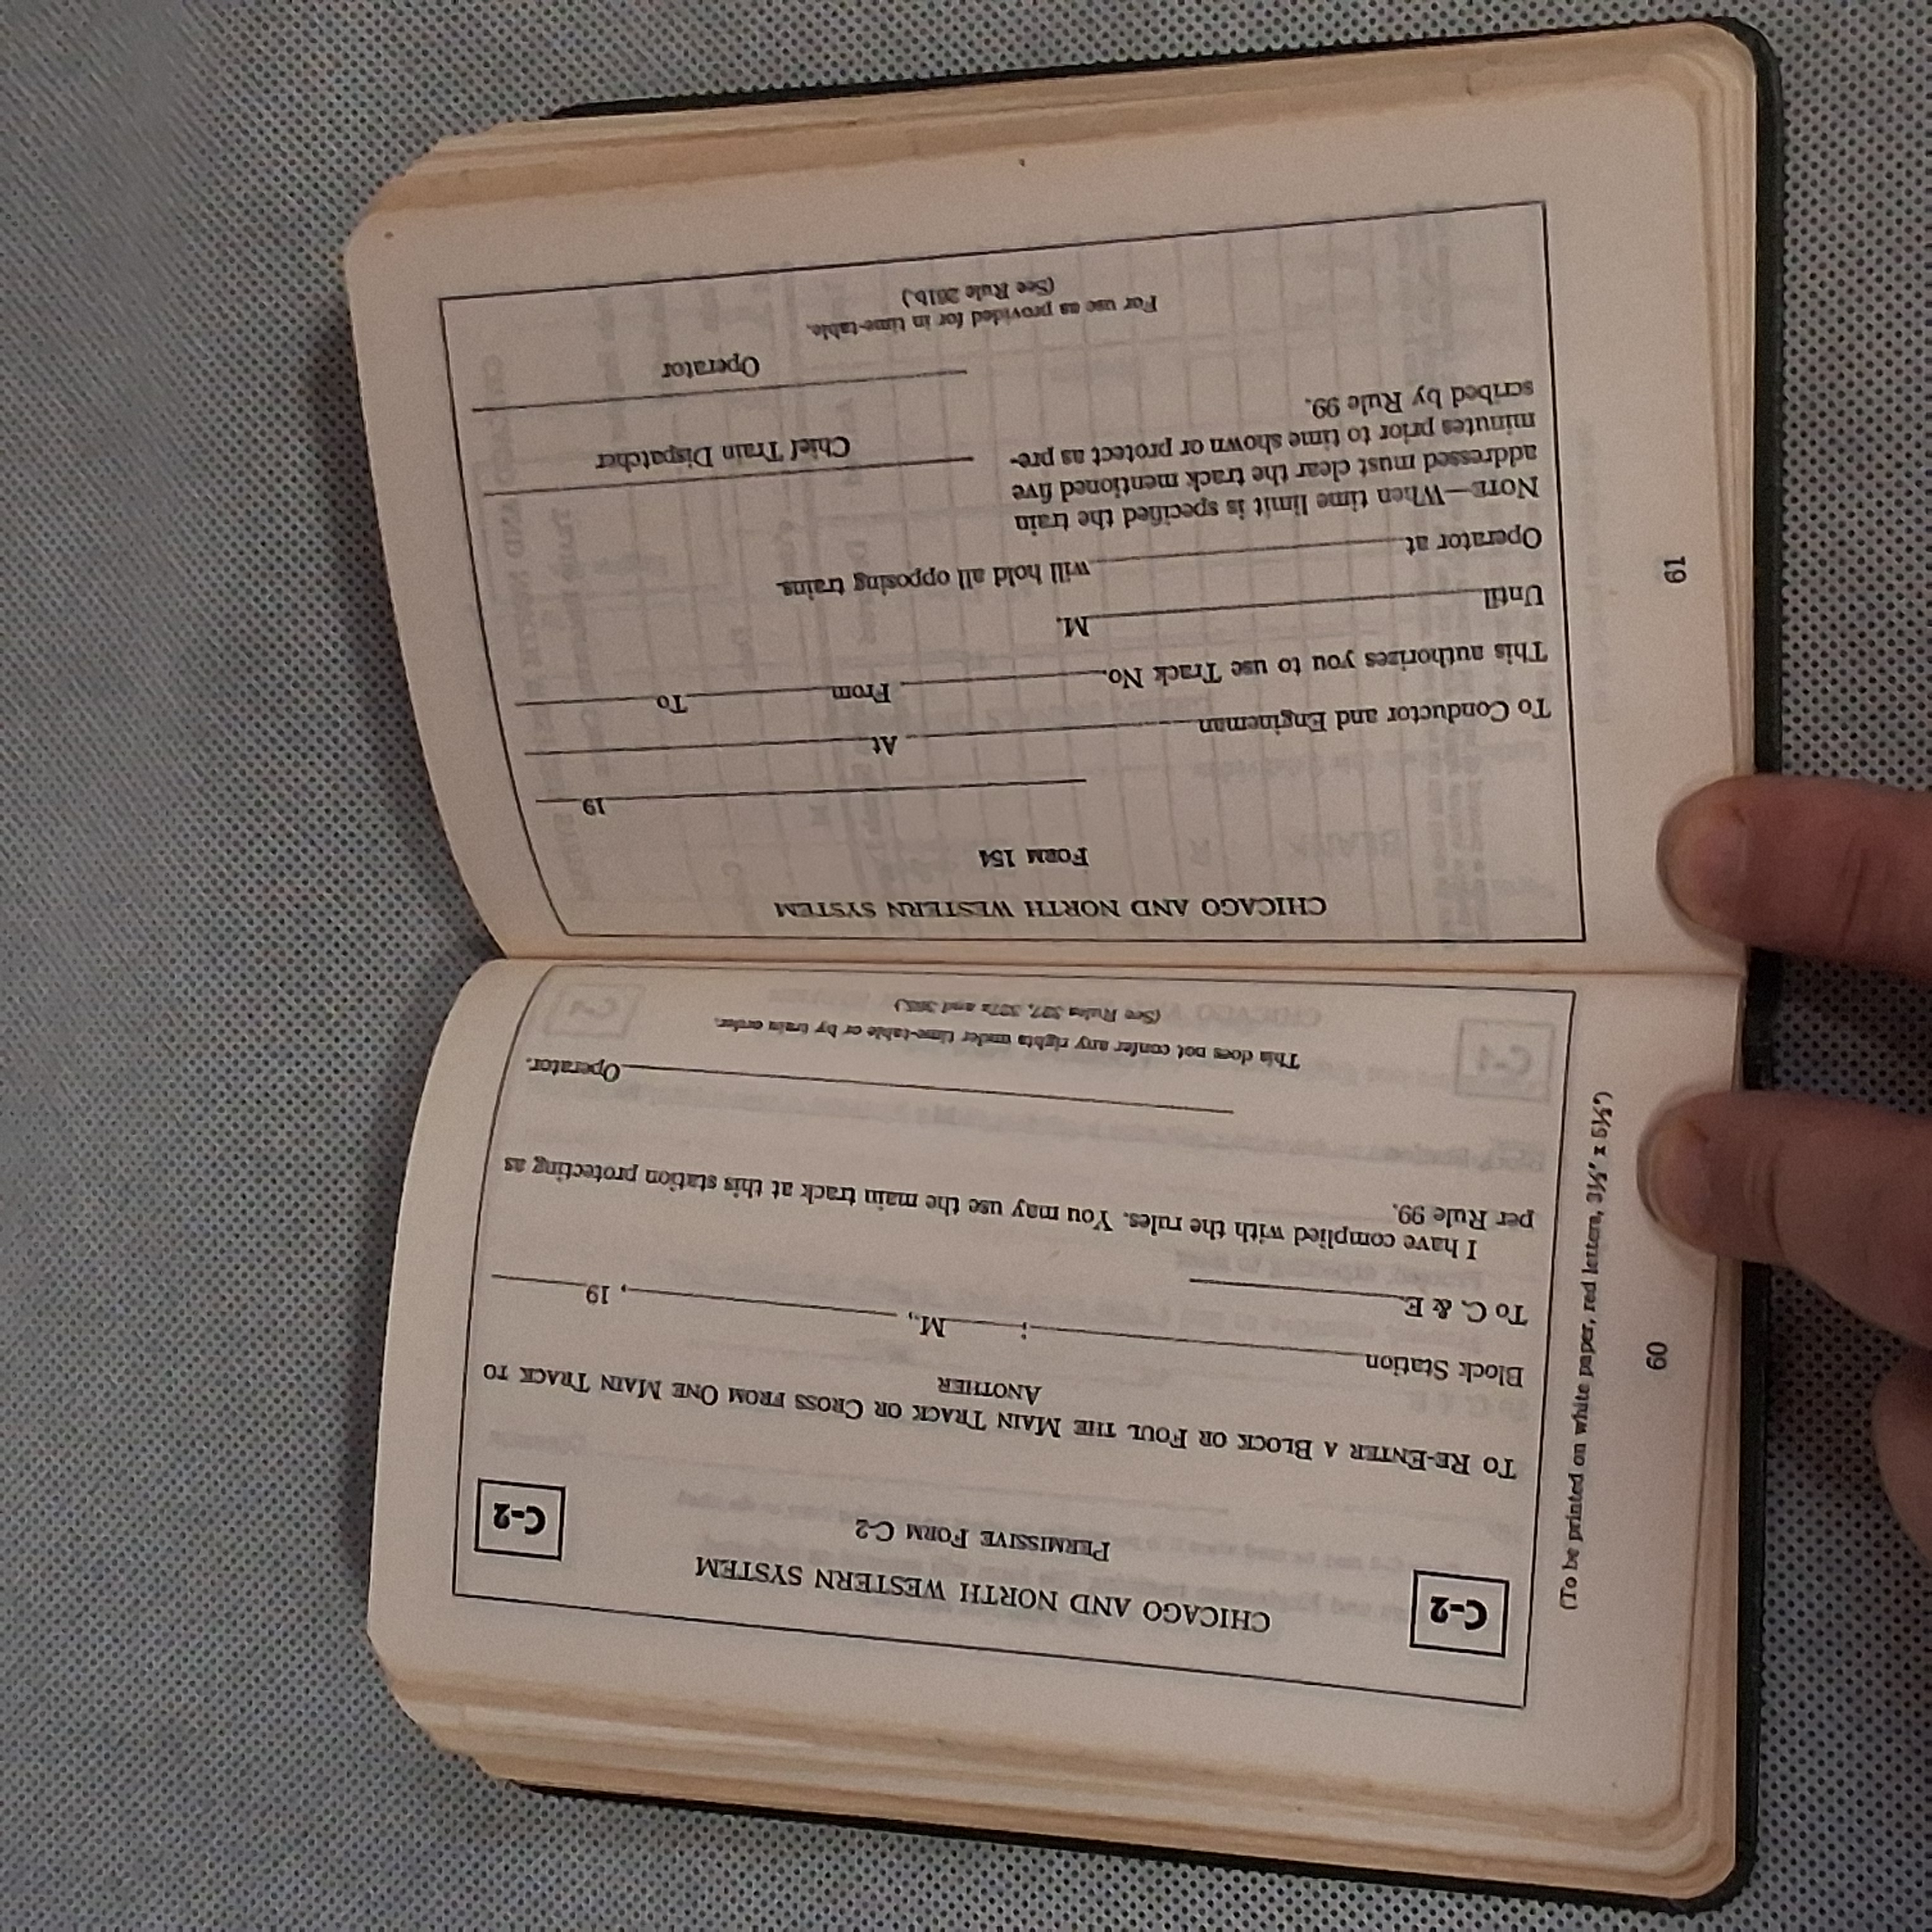 C-2
C-2
CHICAGO AND NORTH WESTERN SYSTEM
PERMISSIVE FORM C-2
TO RE-ENTER A BLOCK OR FOUL THE MAIN TRACK OR CROSS FROM ONE MAIN TRACK TO
ANOTHER
Block Station ; M., , 19
To C. & E.
I have complied with the rules. You may use the main track at this station protecting as
per Rule 99.
Operator.
This does not confer any rights under time-table or by train order.
(See Rules 327, 327a and 365.)
(To be printed on white paper, red letters, 3½" x 5½")
60
CHICAGO AND NORTH WESTERN SYSTEM
FORM 154
19
To Conductor and Engineman At
This authorizes you to use Track No. From To
Until M.
Operator at will hold all opposing trains.
NOTE—When time limit is specified the train
addressed must clear the track mentioned five
minutes prior to time shown or protect as pre-
scribed by Rule 99.
Chief Train Dispatcher
Operator
For use as provided for in time-table.
(See Rule 261b.)
61